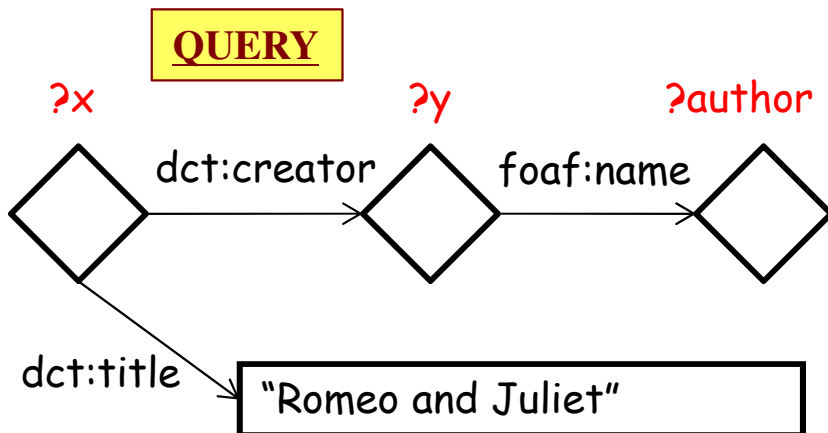 QUERY
?x ?y ?author
dct:creator foaf:name
dct:title
“Romeo and Juliet”